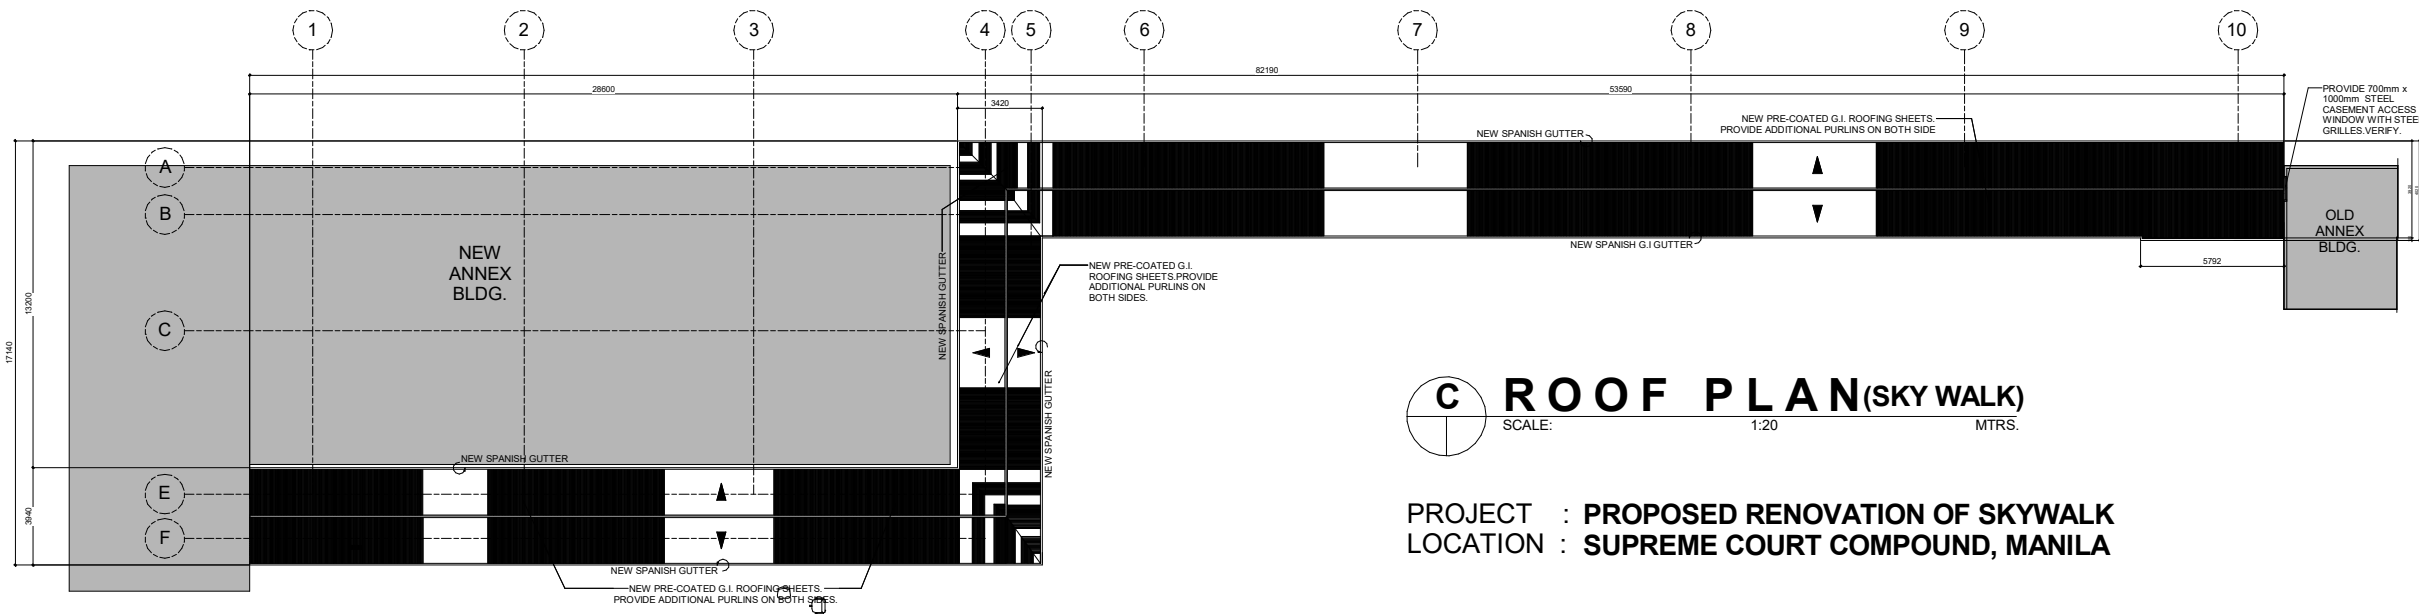 1 2 3 4 5 6 7 8 9 10
82190
28600
53590
3420
PROVIDE 700mm x
1000mm STEEL
CASEMENT ACCESS
WINDOW WITH STEE
GRILLES.VERIFY.
NEW PRE-COATED G.I. ROOFING SHEETS.
PROVIDE ADDITIONAL PURLINS ON BOTH SIDE
NEW SPANISH GUTTER
A
B
C
E
F
NEW
ANNEX
BLDG.
OLD
ANNEX
BLDG.
NEW SPANISH G.I GUTTER
5792
NEW SPANISH GUTTER
NEW PRE-COATED G.I.
ROOFING SHEETS.PROVIDE
ADDITIONAL PURLINS ON
BOTH SIDES.
13200
17140
3940
NEW SPANISH GUTTER
NEW SPANISH GUTTER
NEW SPANISH GUTTER
NEW PRE-COATED G.I. ROOFING SHEETS.
PROVIDE ADDITIONAL PURLINS ON BOTH SIDES.
C ROOF PLAN (SKY WALK)
SCALE: 1:20 MTRS.
PROJECT : PROPOSED RENOVATION OF SKYWALK
LOCATION : SUPREME COURT COMPOUND, MANILA